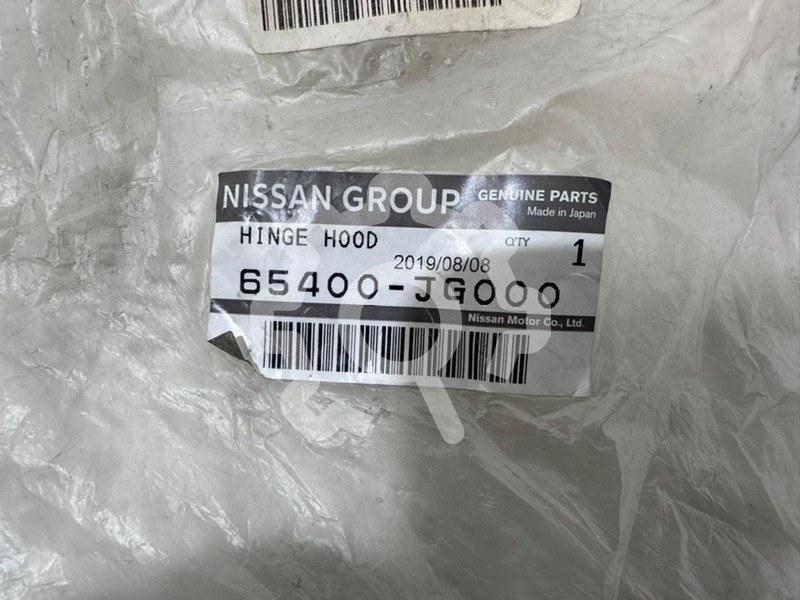 NISSAN GROUP GENUINE PARTS
Made in Japan
HINGE HOOD Q'TY 1
2019/08/08
65400-JG000
Nissan Motor Co., Ltd.